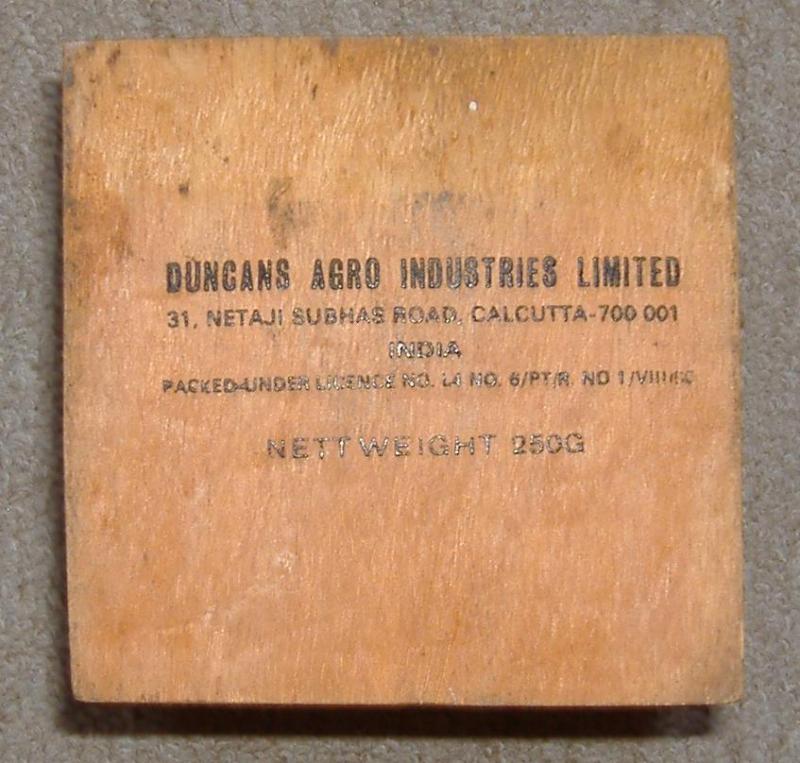 DUNCANS AGRO INDUSTRIES LIMITED
31, NETAJI SUBHAS ROAD, CALCUTTA-700 001
INDIA
PACKED UNDER LICENCE NO. L4 NO. 6/PT/R. NO 1/
NETT WEIGHT 250G